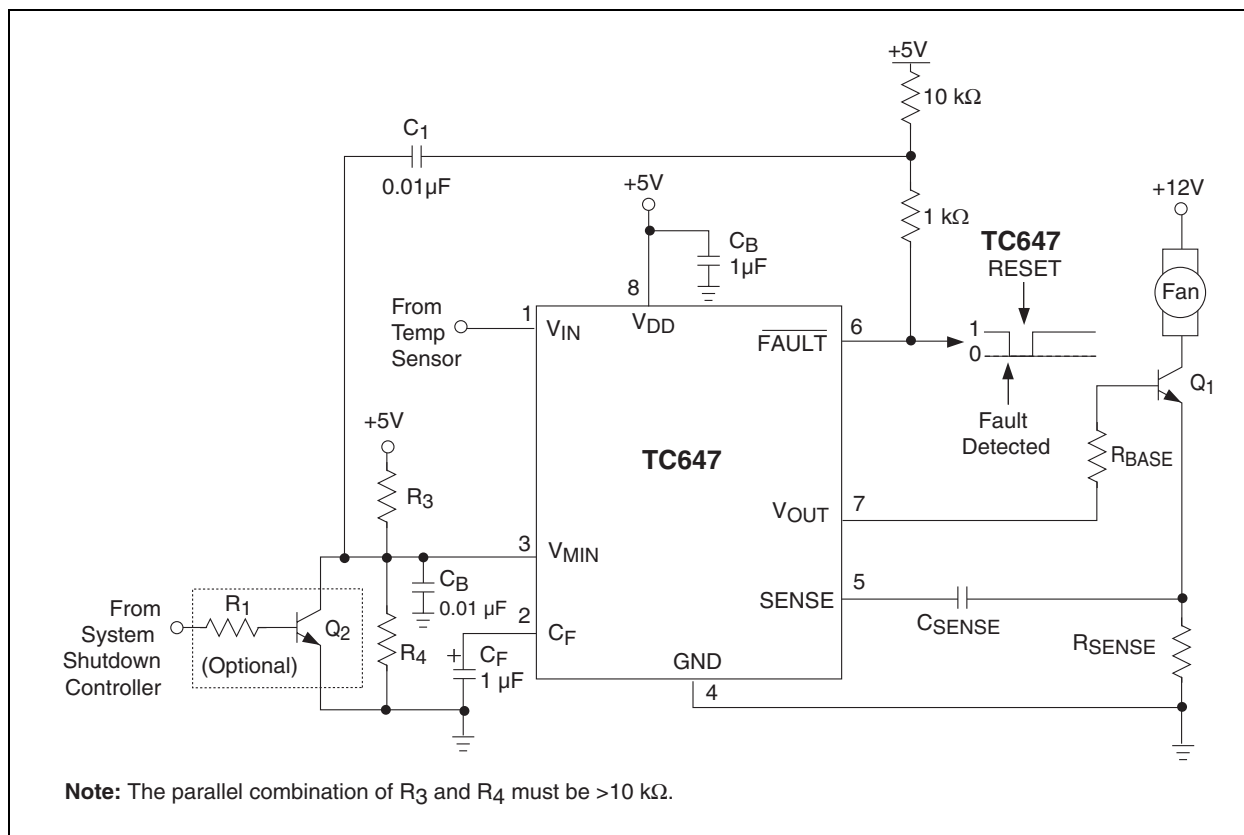 +5V
10 kΩ
C1
0.01µF
+5V
1 kΩ
+12V
CB
1µF
TC647
RESET
Fan
8
From
Temp
Sensor
1
VIN
VDD
FAULT
6
1
0
Q1
Fault
Detected
+5V
TC647
RBASE
R3
VOUT
7
3
VMIN
CB
0.01 µF
SENSE
5
CSENSE
From
System
Shutdown
Controller
R1
Q2
(Optional)
R4
2
CF
+
CF
1 µF
GND
4
RSENSE
Note: The parallel combination of R3 and R4 must be >10 kΩ.